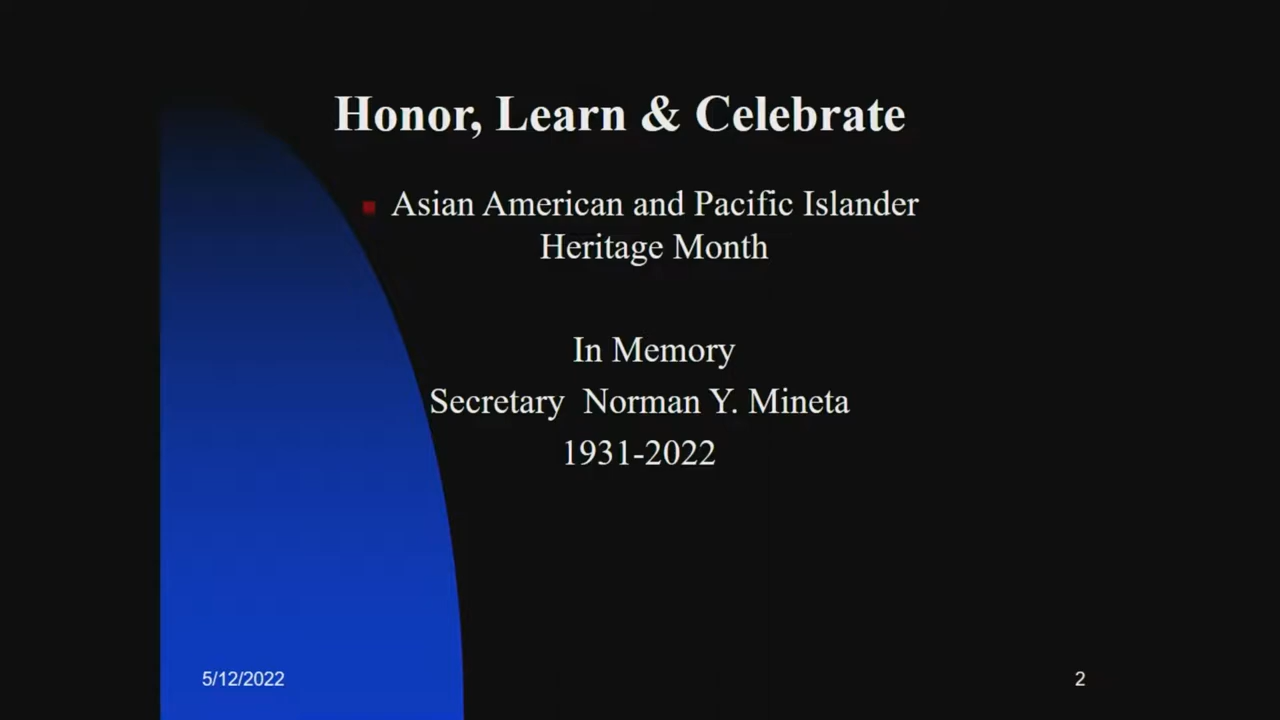 Honor, Learn & Celebrate
Asian American and Pacific Islander
Heritage Month
In Memory
Secretary  Norman Y. Mineta
1931-2022
5/12/2022
2